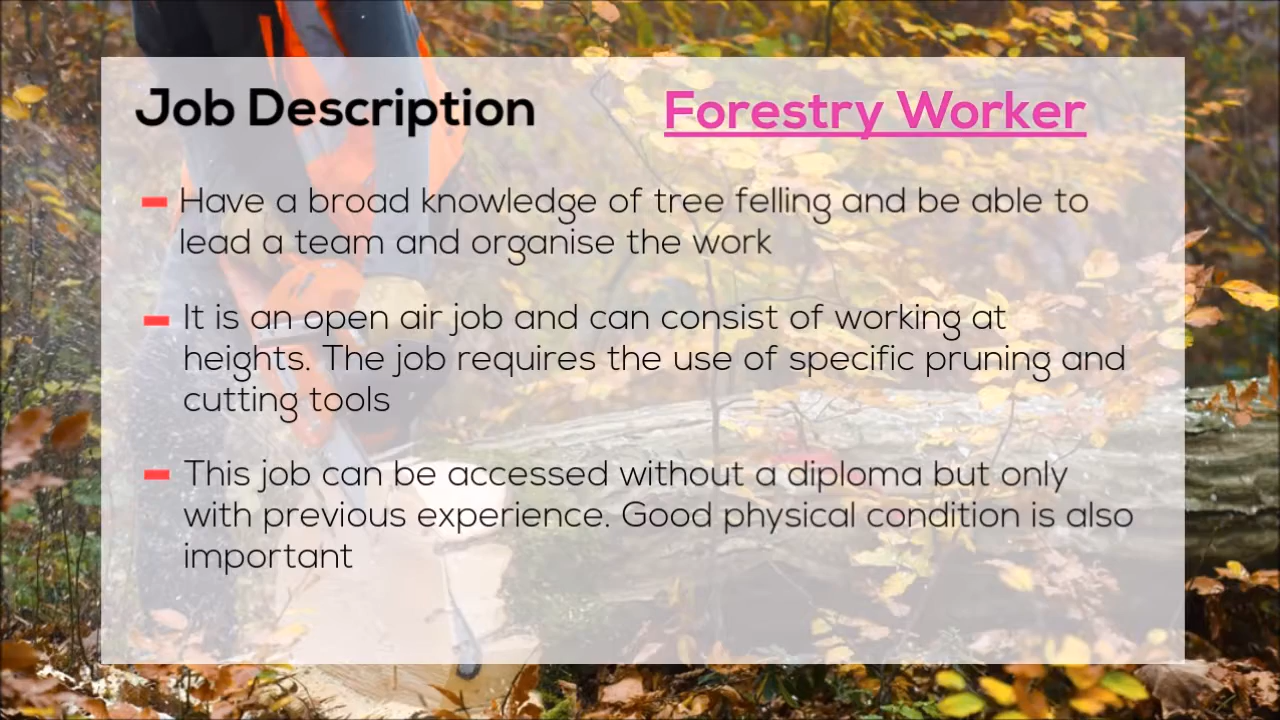 Job Description
Forestry Worker
Have a broad knowledge of tree felling and be able to
lead a team and organise the work
It is an open air job and can consist of working at
heights. The job requires the use of specific pruning and
cutting tools
This job can be accessed without a diploma but only
with previous experience. Good physical condition is also
important